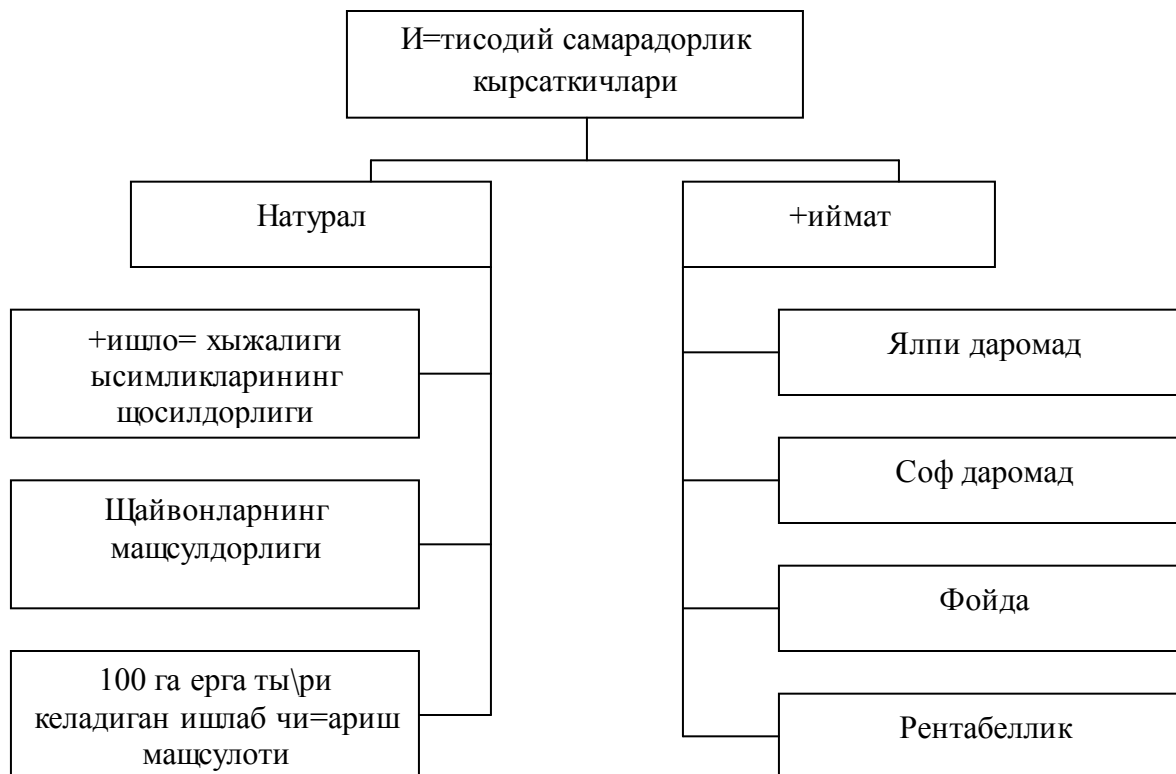 И=тисодий самарадорлик
кырсаткичлари
Натурал
+иймат
+ишло= хыжалиги
ысимликларининг
щосилдорлиги
Щайвонларнинг
мащсулдорлиги
100 га ерга ты\ри
келадиган ишлаб чи=ариш
мащсулоти
Ялпи даромад
Соф даромад
Фойда
Рентабеллик